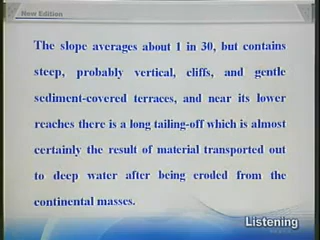 New Edition
The slope averages about 1 in 30, but contains
steep, probably vertical, cliffs, and gentle
sediment-covered terraces, and near its lower
reaches there is a long tailing-off which is almost
certainly the result of material transported out
to deep water after being eroded from the
continental masses.
Listening